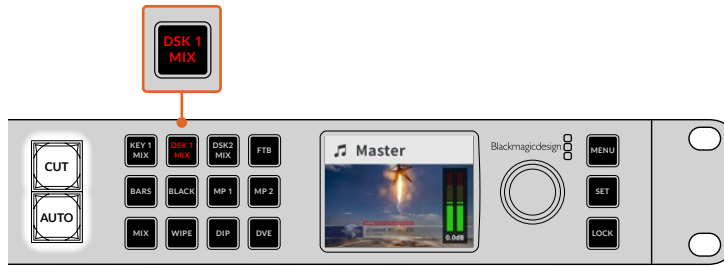 DSK 1
MIX
CUT
AUTO
KEY 1
MIX
DSK 1
MIX
DSK2
MIX
FTB
BARS
BLACK
MP 1
MP 2
MIX
WIPE
DIP
DVE
Master
0.0dB
Blackmagicdesign
MENU
SET
LOCK